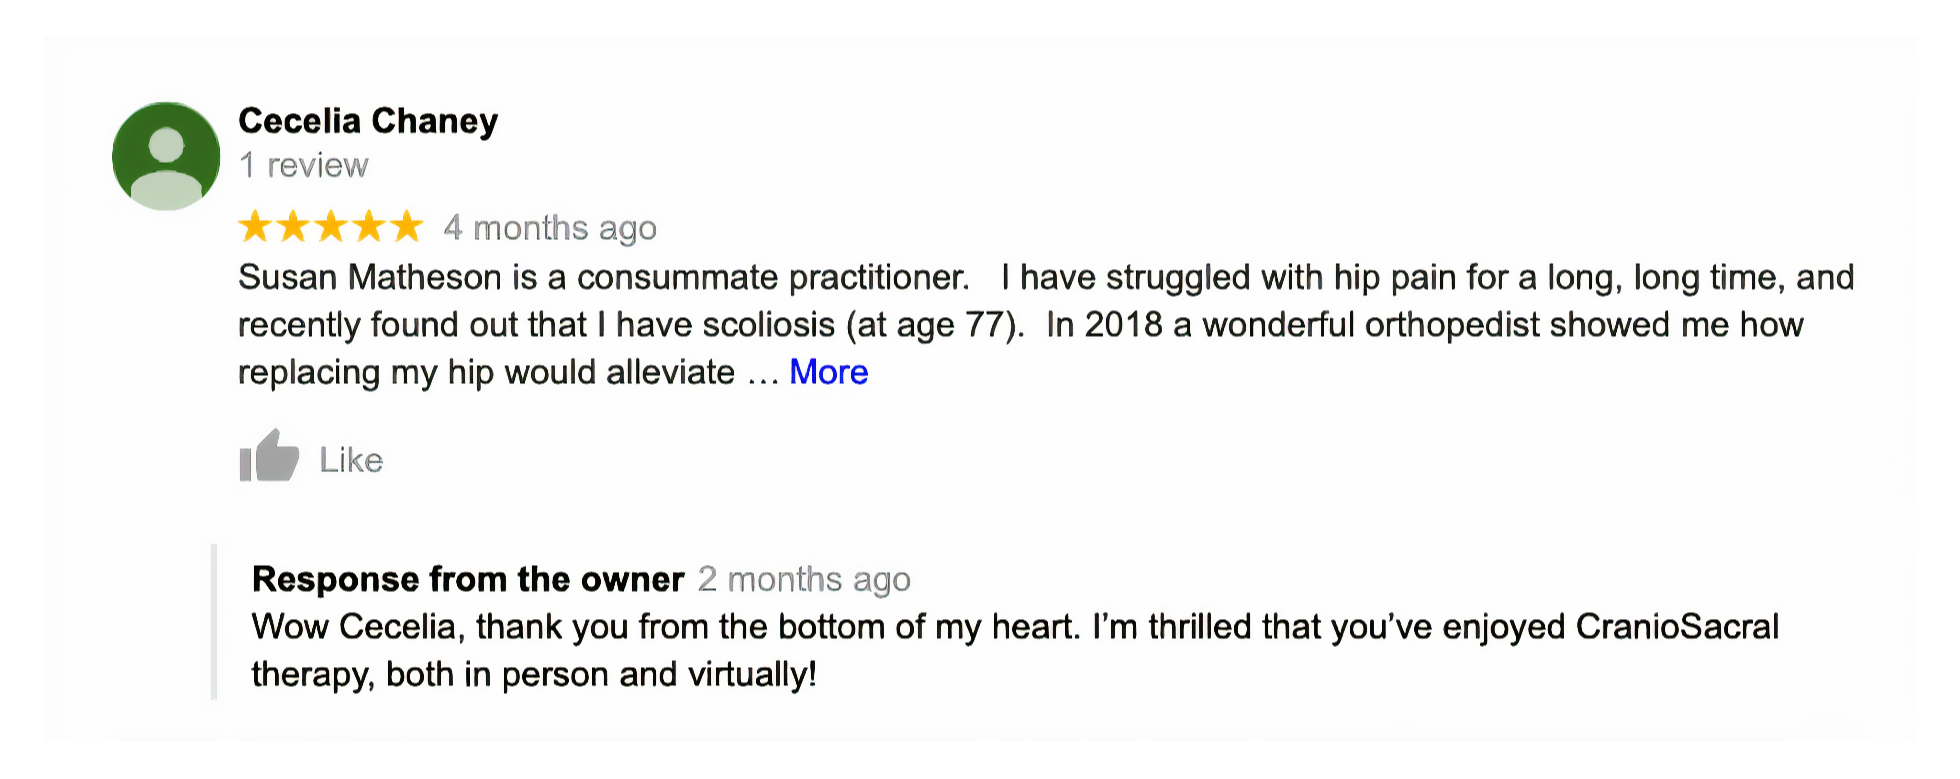 Cecelia Chaney
1 review
4 months ago
Susan Matheson is a consummate practitioner.   I have struggled with hip pain for a long, long time, and
recently found out that I have scoliosis (at age 77).  In 2018 a wonderful orthopedist showed me how
replacing my hip would alleviate … More
Like
Response from the owner 2 months ago
Wow Cecelia, thank you from the bottom of my heart. I’m thrilled that you’ve enjoyed CranioSacral
therapy, both in person and virtually!